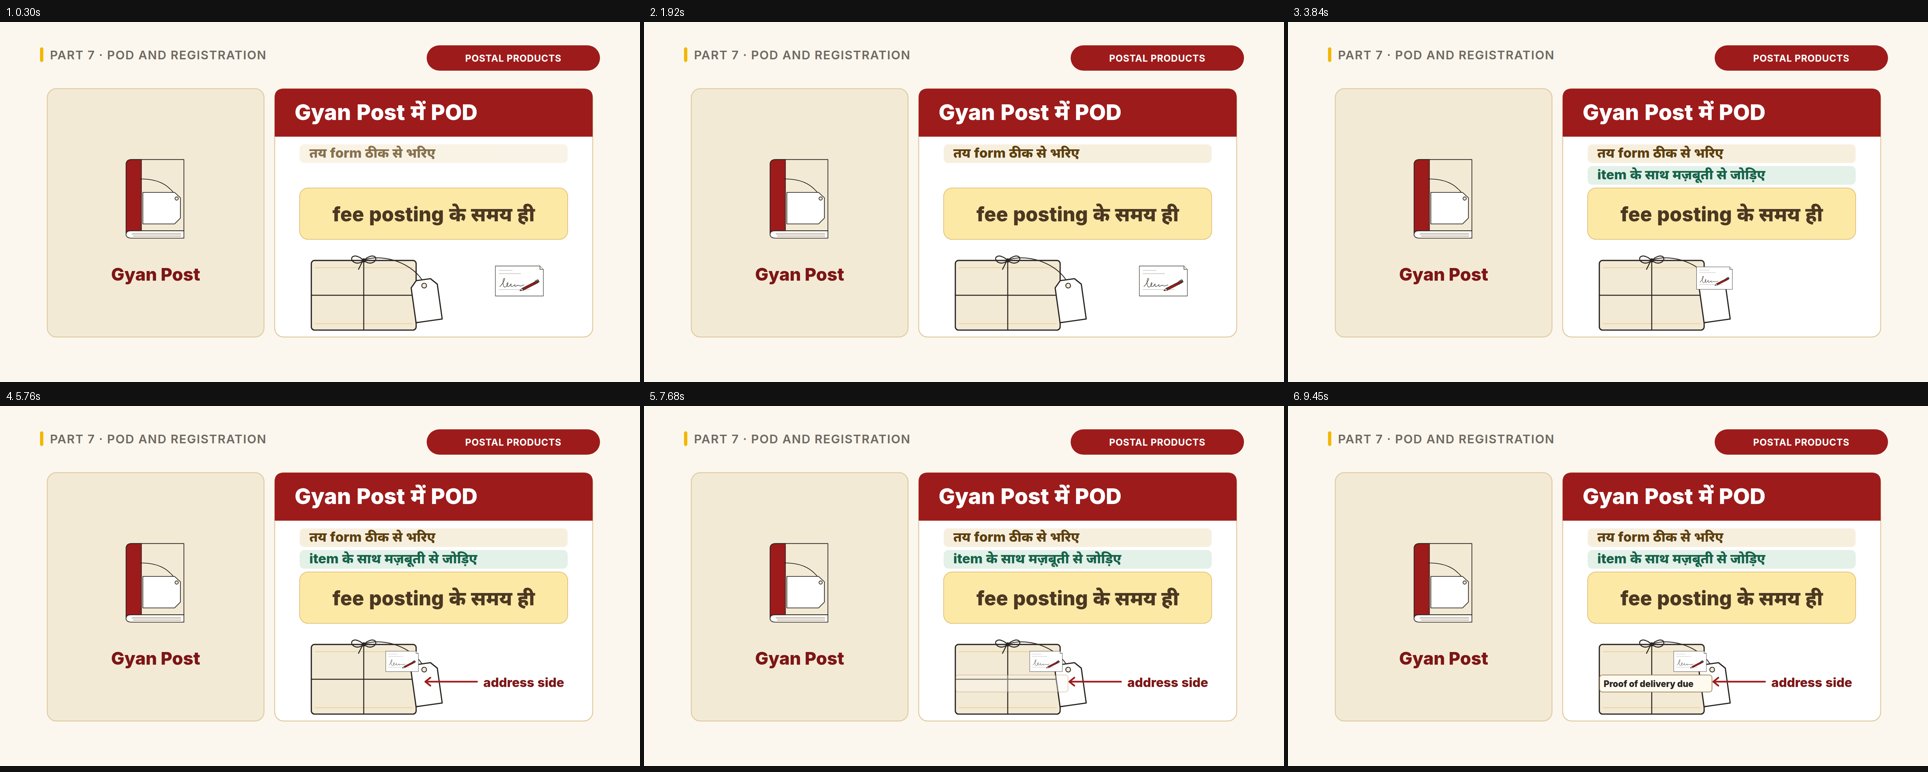 1. 0.30s
PART 7 · POD AND REGISTRATION
POSTAL PRODUCTS
Gyan Post में POD
तय form ठीक से भरिए
fee posting के समय ही
Gyan Post
2. 1.92s
PART 7 · POD AND REGISTRATION
POSTAL PRODUCTS
Gyan Post में POD
तय form ठीक से भरिए
fee posting के समय ही
Gyan Post
3. 3.84s
PART 7 · POD AND REGISTRATION
POSTAL PRODUCTS
Gyan Post में POD
तय form ठीक से भरिए
item के साथ मज़बूती से जोड़िए
fee posting के समय ही
Gyan Post
4. 5.76s
PART 7 · POD AND REGISTRATION
POSTAL PRODUCTS
Gyan Post में POD
तय form ठीक से भरिए
item के साथ मज़बूती से जोड़िए
fee posting के समय ही
Gyan Post
address side
5. 7.68s
PART 7 · POD AND REGISTRATION
POSTAL PRODUCTS
Gyan Post में POD
तय form ठीक से भरिए
item के साथ मज़बूती से जोड़िए
fee posting के समय ही
Gyan Post
address side
6. 9.45s
PART 7 · POD AND REGISTRATION
POSTAL PRODUCTS
Gyan Post में POD
तय form ठीक से भरिए
item के साथ मज़बूती से जोड़िए
fee posting के समय ही
Gyan Post
Proof of delivery due
address side